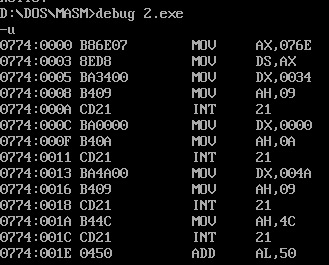 D:\DOS\MASM>debug 2.exe
-u
0774:0000 B86E07 MOV AX,076E
0774:0003 8ED8 MOV DS,AX
0774:0005 BA3400 MOV DX,0034
0774:0008 B409 MOV AH,09
0774:000A CD21 INT 21
0774:000C BA0000 MOV DX,0000
0774:000F B40A MOV AH,0A
0774:0011 CD21 INT 21
0774:0013 BA4A00 MOV DX,004A
0774:0016 B409 MOV AH,09
0774:0018 CD21 INT 21
0774:001A B44C MOV AH,4C
0774:001C CD21 INT 21
0774:001E 0450 ADD AL,50